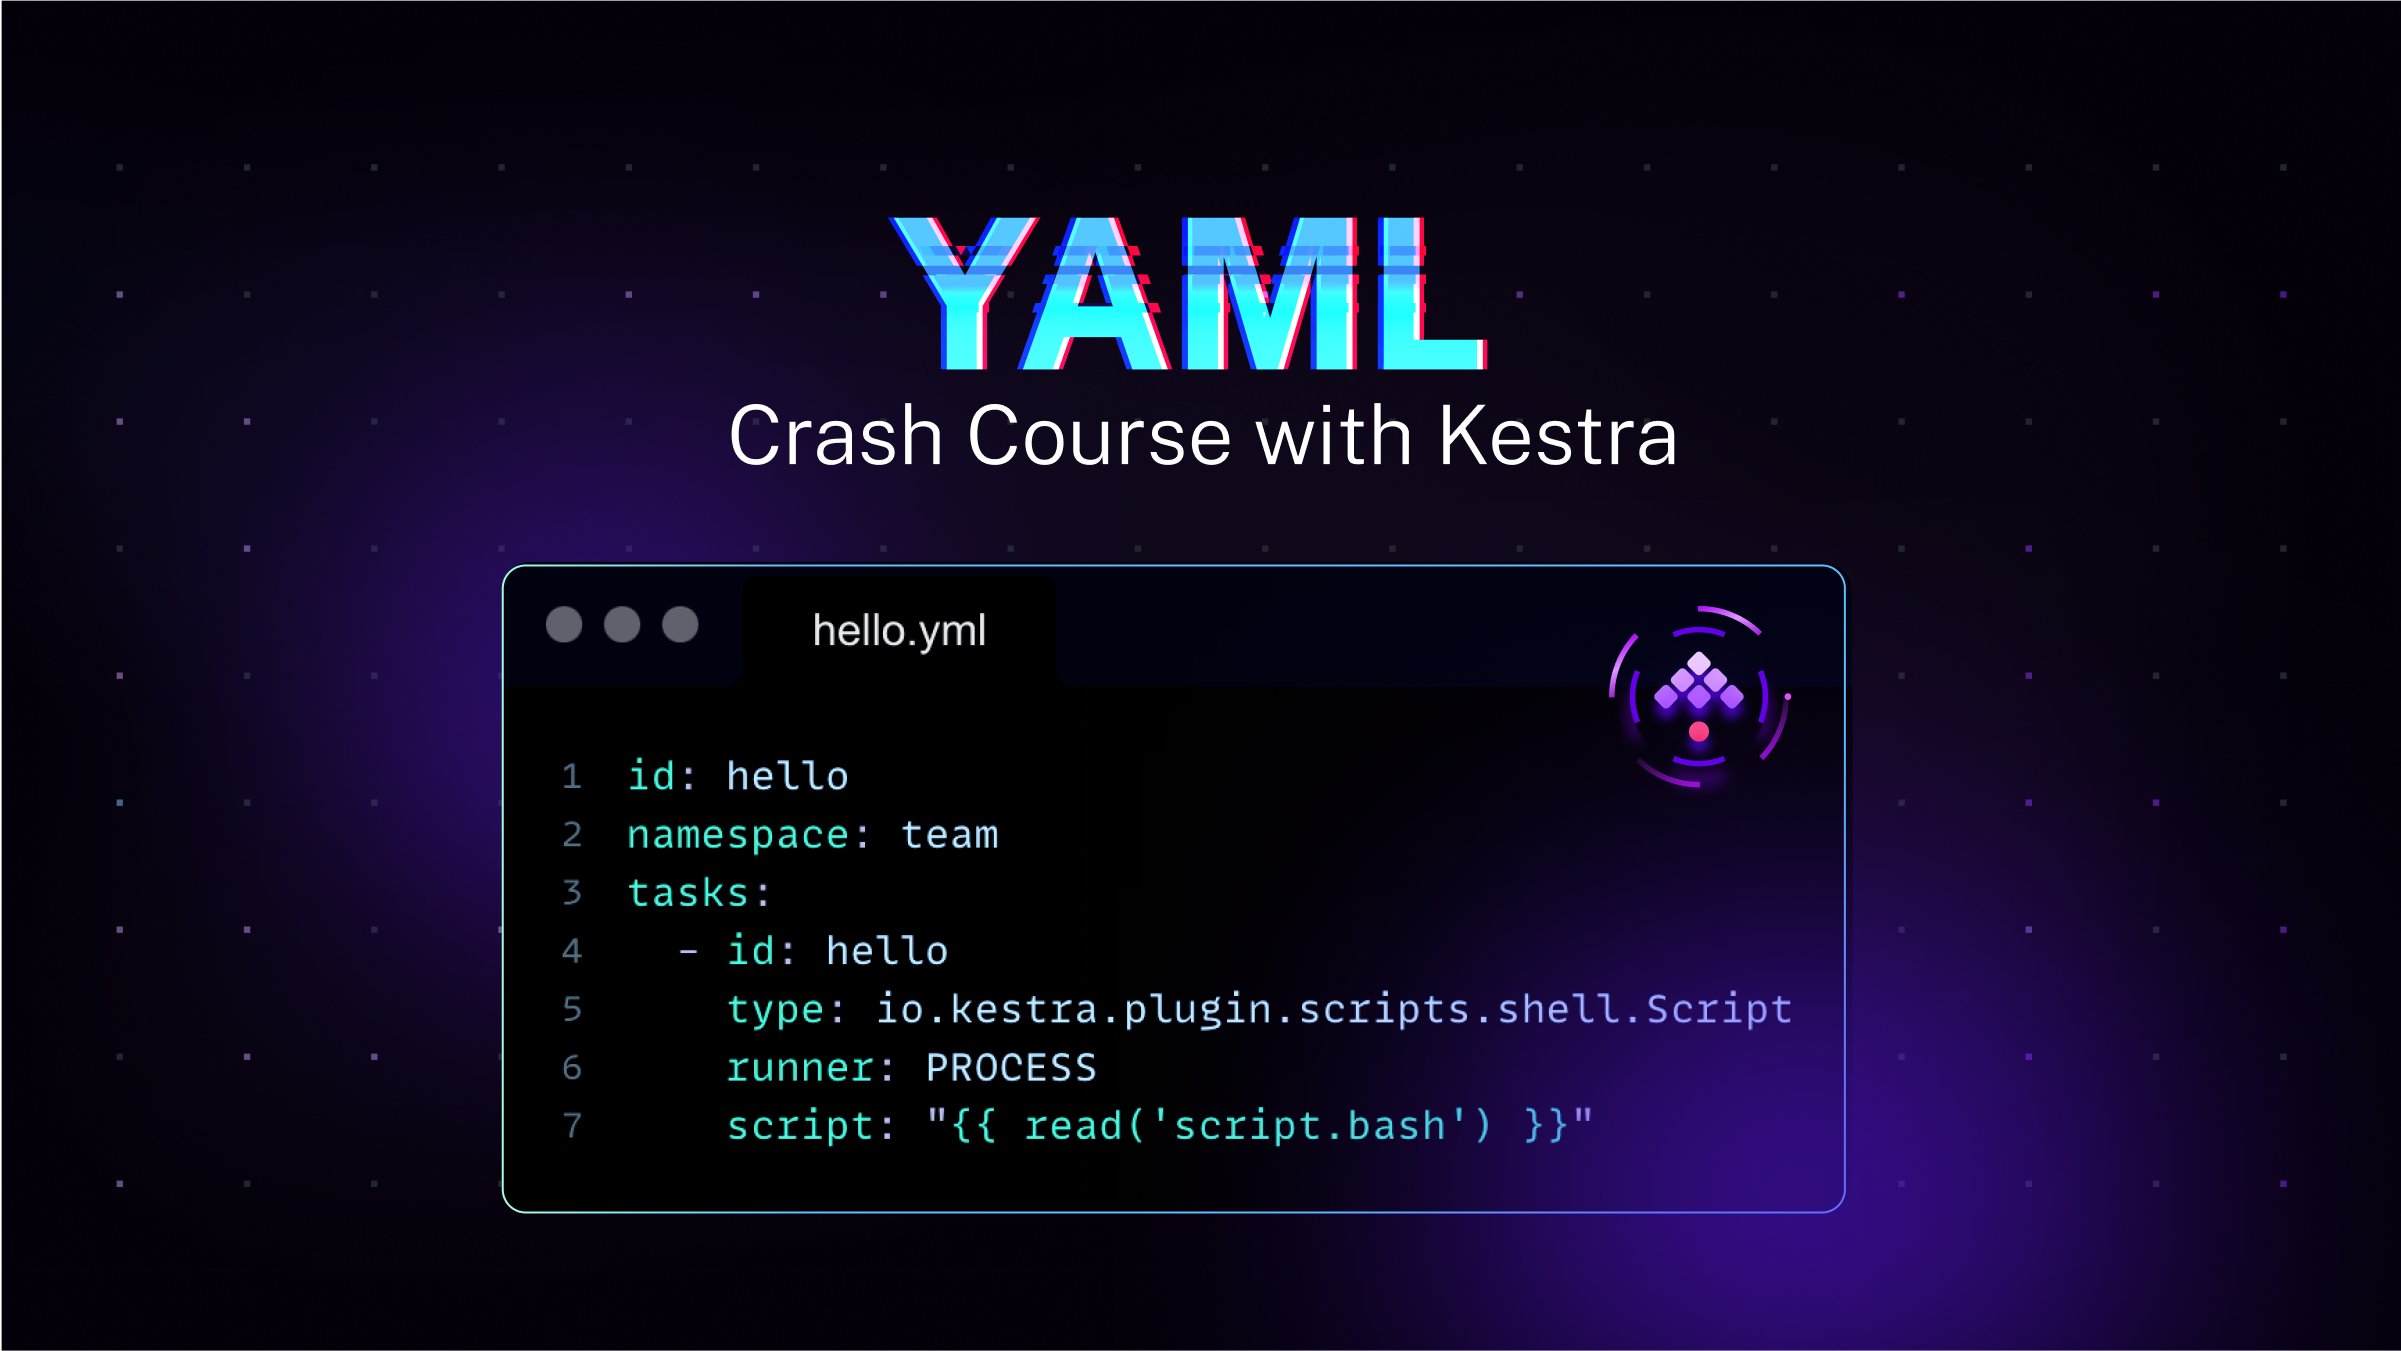 YAML
Crash Course with Kestra
hello.yml
1 id: hello
2 namespace: team
3 tasks:
4   - id: hello
5     type: io.kestra.plugin.scripts.shell.Script
6     runner: PROCESS
7     script: "{{ read('script.bash') }}"